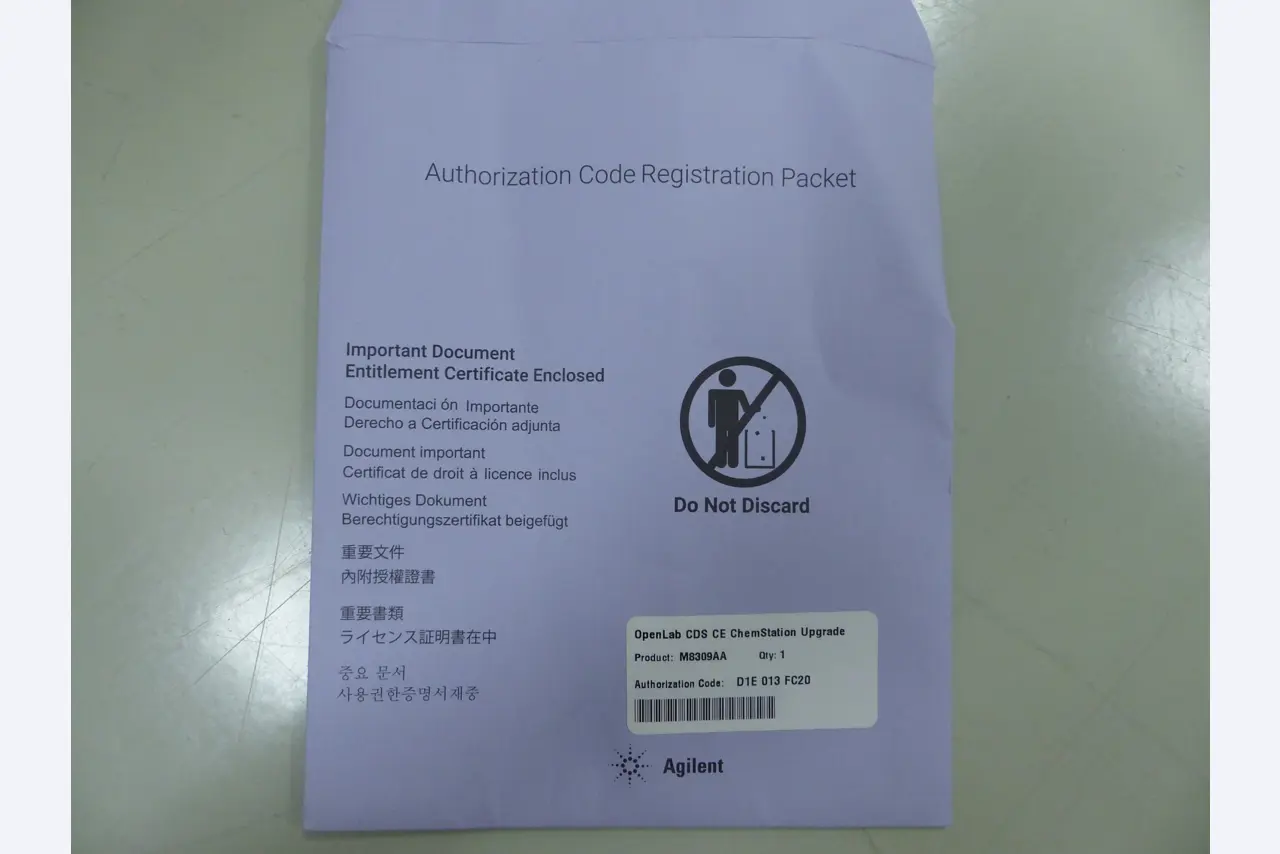 Authorization Code Registration Packet
Important Document
Entitlement Certificate Enclosed
Documentaci ón Importante
Derecho a Certificación adjunta
Document important
Certificat de droit à licence inclus
Wichtiges Dokument
Berechtigungszertifikat beigefügt
重要文件
內附授權證書
重要書類
ライセンス証明書在中
중요 문서
사용권한증명서재중
Do Not Discard
OpenLab CDS CE ChemStation Upgrade
Product: M8309AA Qty: 1
Authorization Code: D1E 013 FC20
Agilent